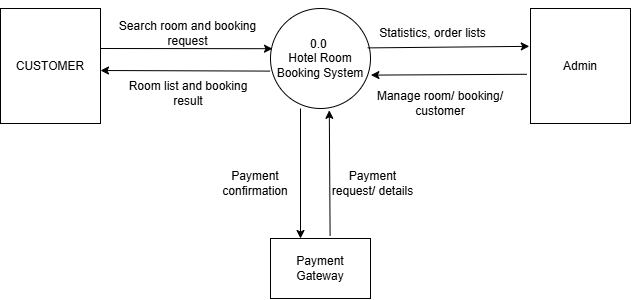 Search room and booking
request
CUSTOMER
Room list and booking
result
0.0
Hotel Room
Booking System
Statistics, order lists
Admin
Manage room/ booking/
customer
Payment
confirmation
Payment
request/ details
Payment
Gateway